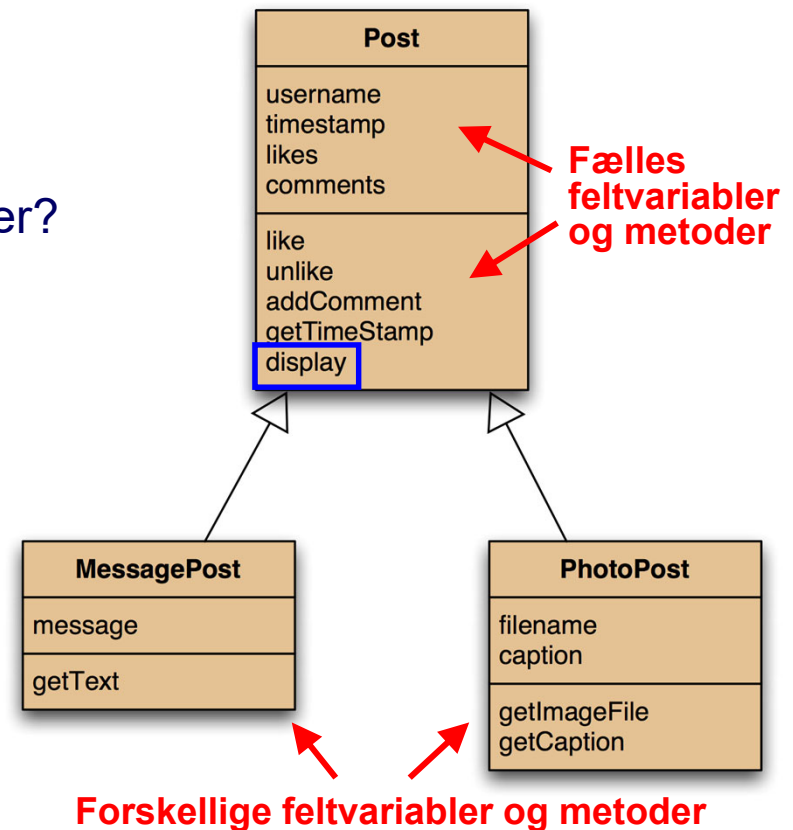 Post
username
timestamp
likes
comments
Fælles
feltvariabler
og metoder
er?
like
unlike
addComment
getTimeStamp
display
MessagePost
message
getText
PhotoPost
filename
caption
getImageFile
getCaption
Forskellige feltvariabler og metoder